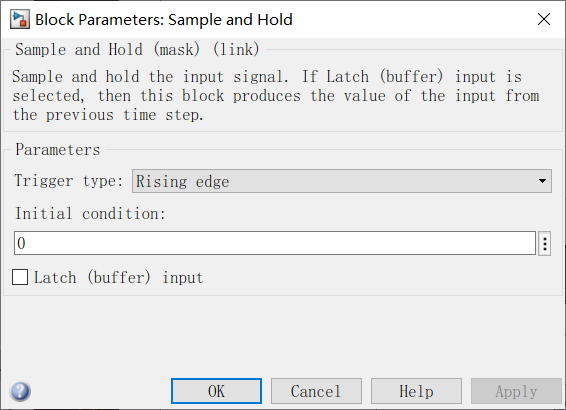 Block Parameters: Sample and Hold
Sample and Hold (mask) (link)
Sample and hold the input signal. If Latch (buffer) input is
selected, then this block produces the value of the input from
the previous time step.
Parameters
Trigger type: Rising edge
Initial condition:
0
Latch (buffer) input
OK Cancel Help Apply